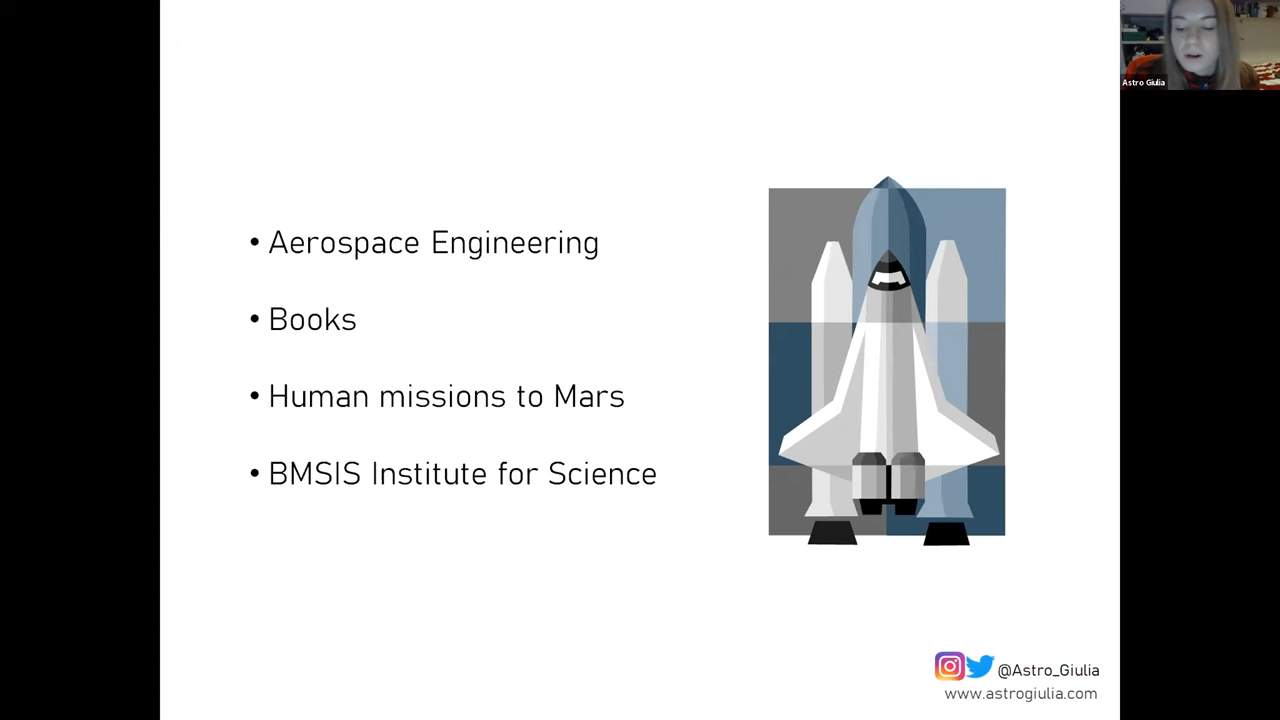 Astro Giulia
• Aerospace Engineering
• Books
• Human missions to Mars
• BMSIS Institute for Science
@Astro_Giulia
www.astrogiulia.com